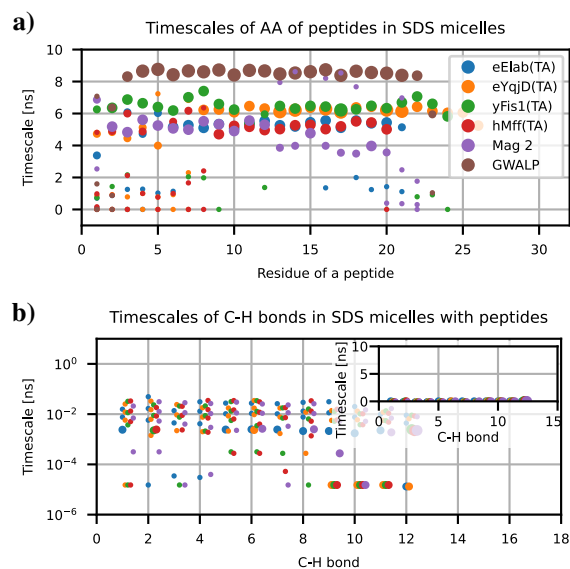 a)
Timescales of AA of peptides in SDS micelles
Timescale [ns]
10
8
6
4
2
0
0
5
10
15
20
25
30
Residue of a peptide
eElab(TA)
eYqjD(TA)
yFis1(TA)
hMff(TA)
Mag 2
GWALP
b)
Timescales of C-H bonds in SDS micelles with peptides
Timescale [ns]
10⁰
10⁻²
10⁻⁴
10⁻⁶
0
2
4
6
8
10
12
14
16
18
C-H bond
Timescale [ns]
10
5
0
0
5
10
15
C-H bond